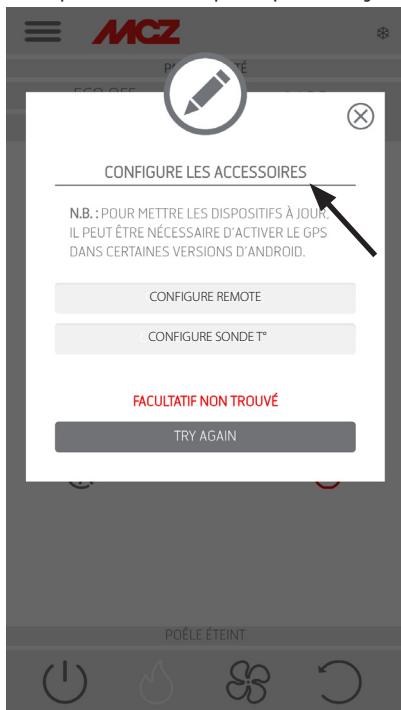 MCZ
CONFIGURE LES ACCESSOIRES
N.B. : POUR METTRE LES DISPOSITIFS À JOUR,
IL PEUT ÊTRE NÉCESSAIRE D'ACTIVER LE GPS
DANS CERTAINES VERSIONS D'ANDROID.
CONFIGURE REMOTE
CONFIGURE SONDE T°
FACULTATIF NON TROUVÉ
TRY AGAIN
POÊLE ÉTEINT